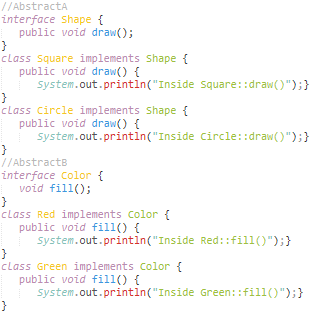 //AbstractA
interface Shape {
   public void draw();
}
class Square implements Shape {
   public void draw() {
      System.out.println("Inside Square::draw()");}
}
class Circle implements Shape {
   public void draw() {
      System.out.println("Inside Circle::draw()");}
}
//AbstractB
interface Color {
   void fill();
}
class Red implements Color {
   public void fill() {
      System.out.println("Inside Red::fill()");}
}
class Green implements Color {
   public void fill() {
      System.out.println("Inside Green::fill()");}
}